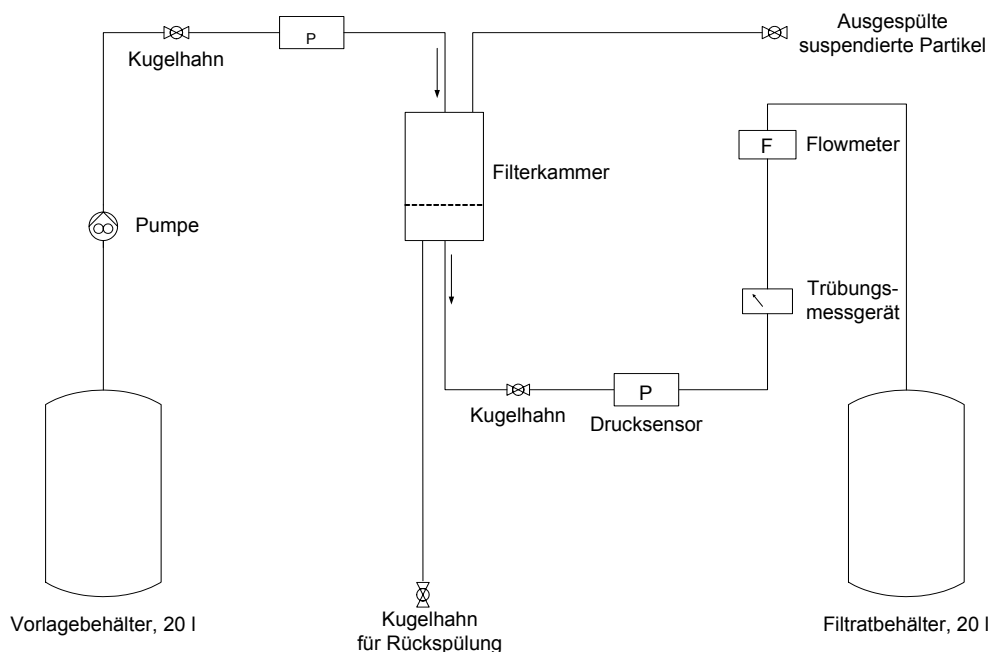 Kugelhahn
P
Ausgespülte
suspendierte Partikel
Filterkammer
F
Flowmeter
Pumpe
Trübungs-
messgerät
Kugelhahn
P
Drucksensor
Vorlagebehälter, 20 l
Kugelhahn
für Rückspülung
Filtratbehälter, 20 l